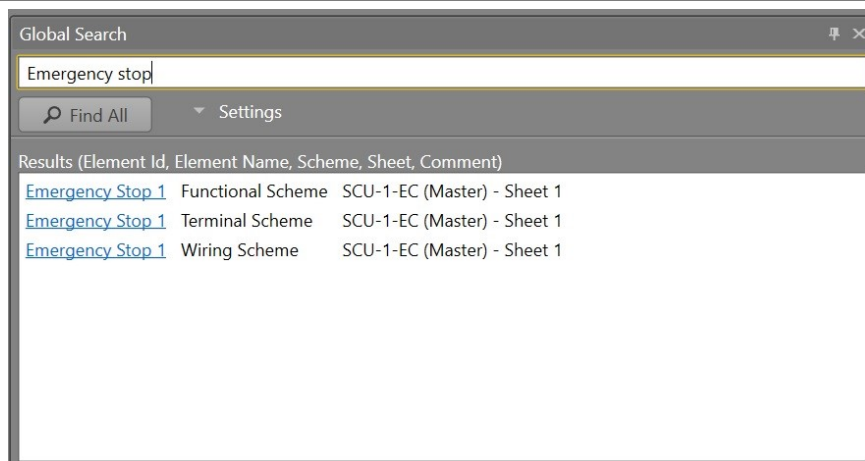 Global Search
Emergency stop
Find All Settings
Results (Element Id, Element Name, Scheme, Sheet, Comment)
Emergency Stop 1 Functional Scheme SCU-1-EC (Master) - Sheet 1
Emergency Stop 1 Terminal Scheme SCU-1-EC (Master) - Sheet 1
Emergency Stop 1 Wiring Scheme SCU-1-EC (Master) - Sheet 1